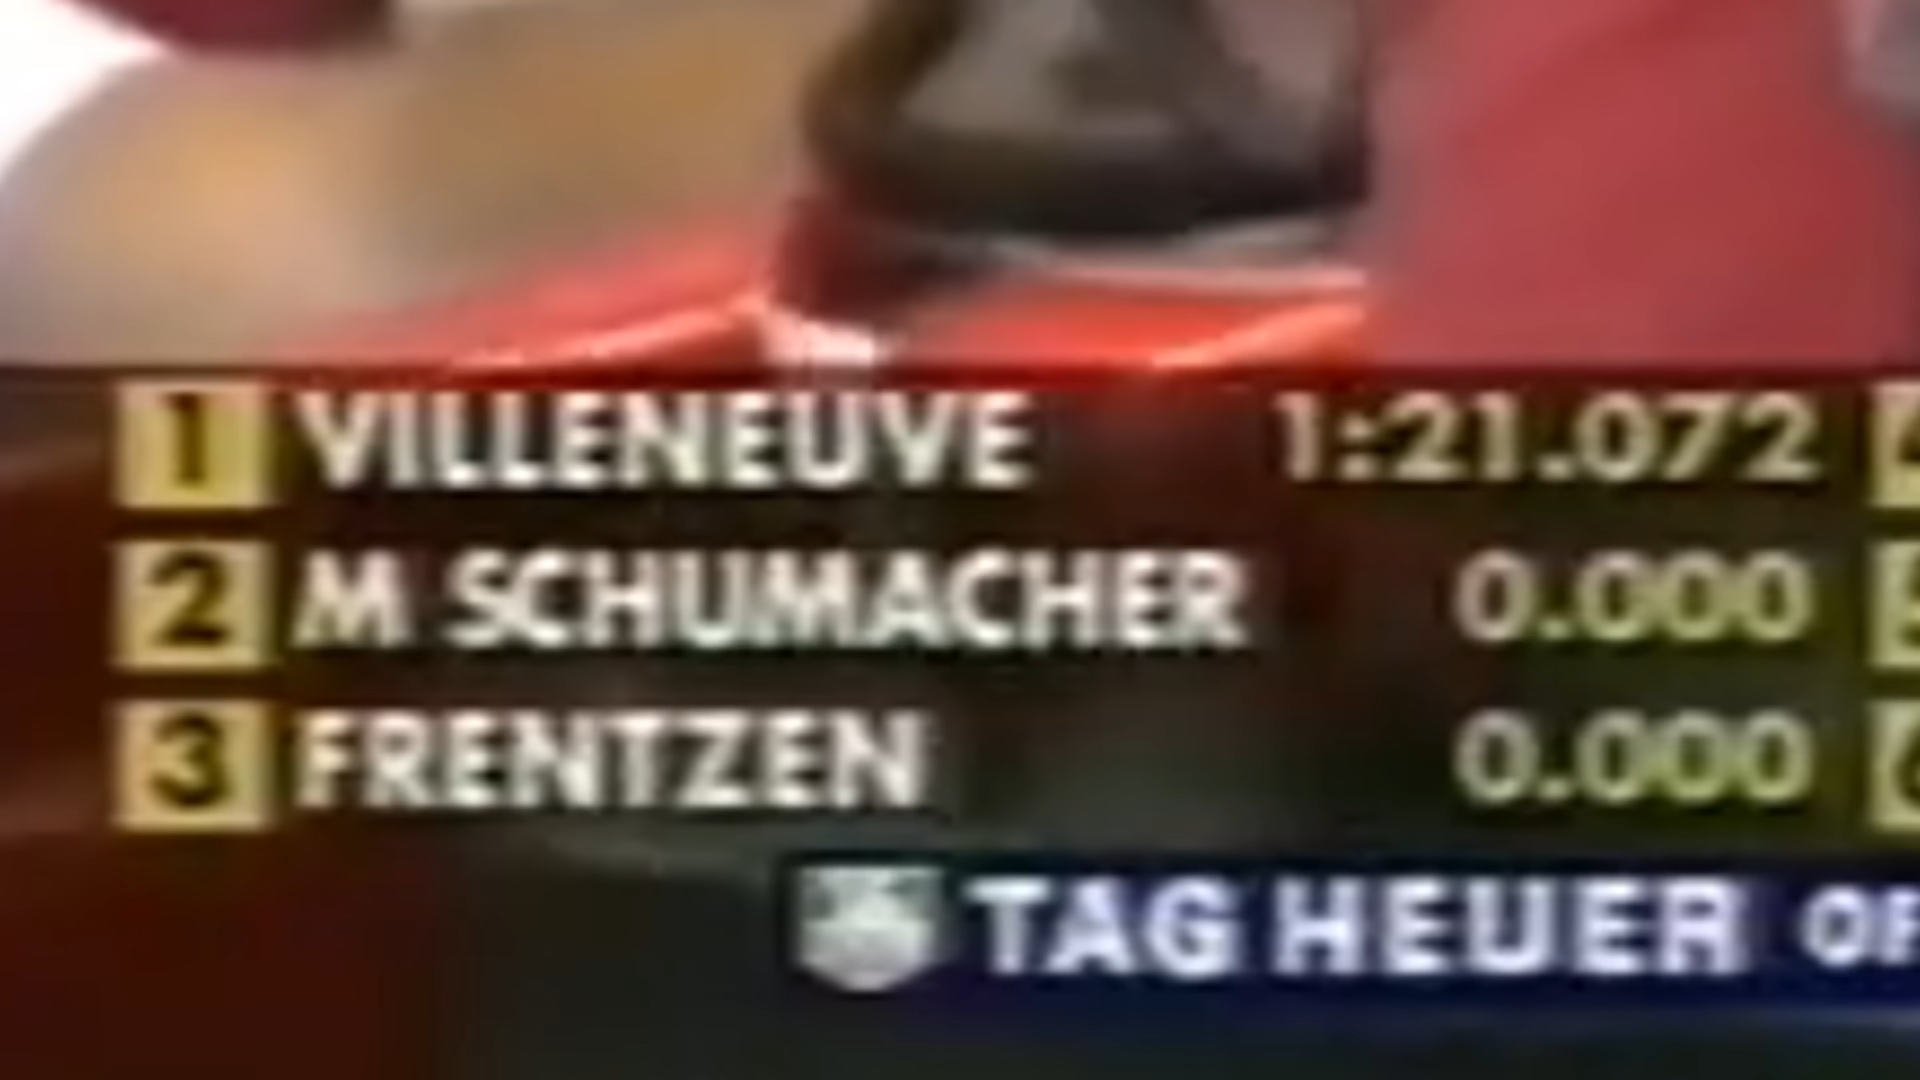 1 VILLENEUVE 1:21.072
2 M SCHUMACHER 0.000
3 FRENTZEN 0.000
TAG HEUER